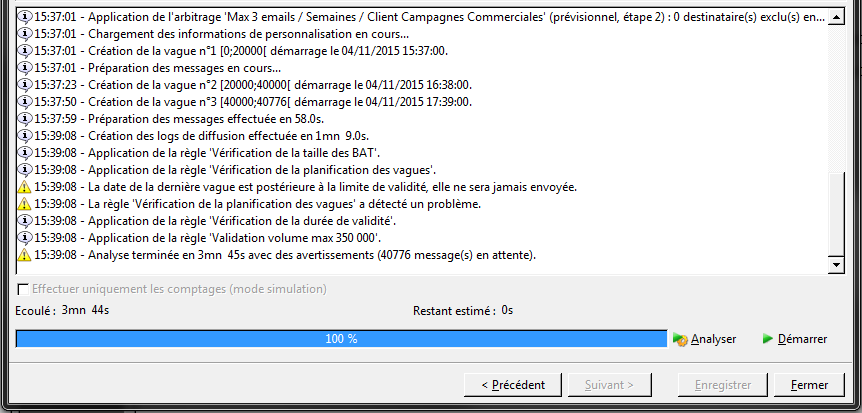 15:37:01 - Application de l'arbitrage 'Max 3 emails / Semaines / Client Campagnes Commerciales' (prévisionnel, étape 2) : 0 destinataire(s) exclu(s) en...
15:37:01 - Chargement des informations de personnalisation en cours...
15:37:01 - Création de la vague n°1 [0;20000[ démarrage le 04/11/2015 15:37:00.
15:37:01 - Préparation des messages en cours...
15:37:23 - Création de la vague n°2 [20000;40000[ démarrage le 04/11/2015 16:38:00.
15:37:50 - Création de la vague n°3 [40000;40776[ démarrage le 04/11/2015 17:39:00.
15:37:59 - Préparation des messages effectuée en 58.0s.
15:39:08 - Création des logs de diffusion effectuée en 1mn 9.0s.
15:39:08 - Application de la règle 'Vérification de la taille des BAT'.
15:39:08 - Application de la règle 'Vérification de la planification des vagues'.
15:39:08 - La date de la dernière vague est postérieure à la limite de validité, elle ne sera jamais envoyée.
15:39:08 - La règle 'Vérification de la planification des vagues' a détecté un problème.
15:39:08 - Application de la règle 'Vérification de la durée de validité'.
15:39:08 - Application de la règle 'Validation volume max 350 000'.
15:39:08 - Analyse terminée en 3mn 45s avec des avertissements (40776 message(s) en attente).
Effectuer uniquement les comptages (mode simulation)
Ecoulé : 3mn 44s Restant estimé : 0s
100 % Analyser Démarrer
< Précédent Suivant > Enregistrer Fermer